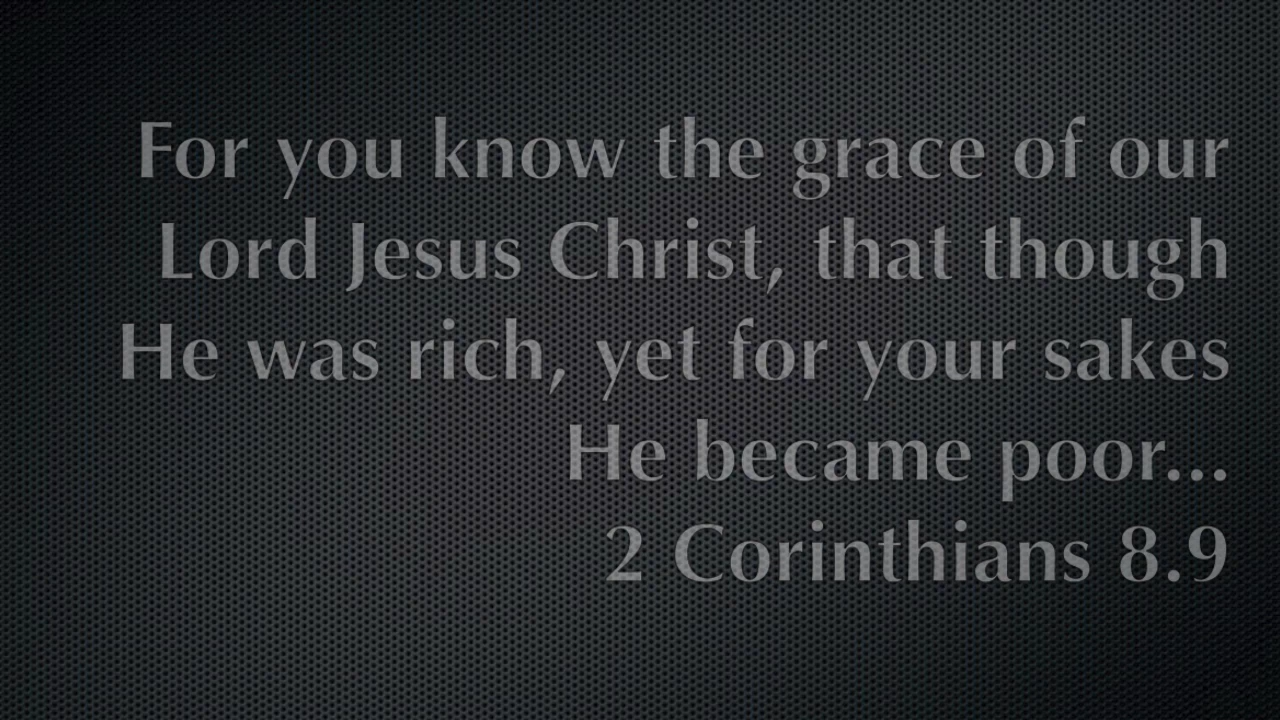 For you know the grace of our
Lord Jesus Christ, that though
He was rich, yet for your sakes
He became poor...
2 Corinthians 8.9